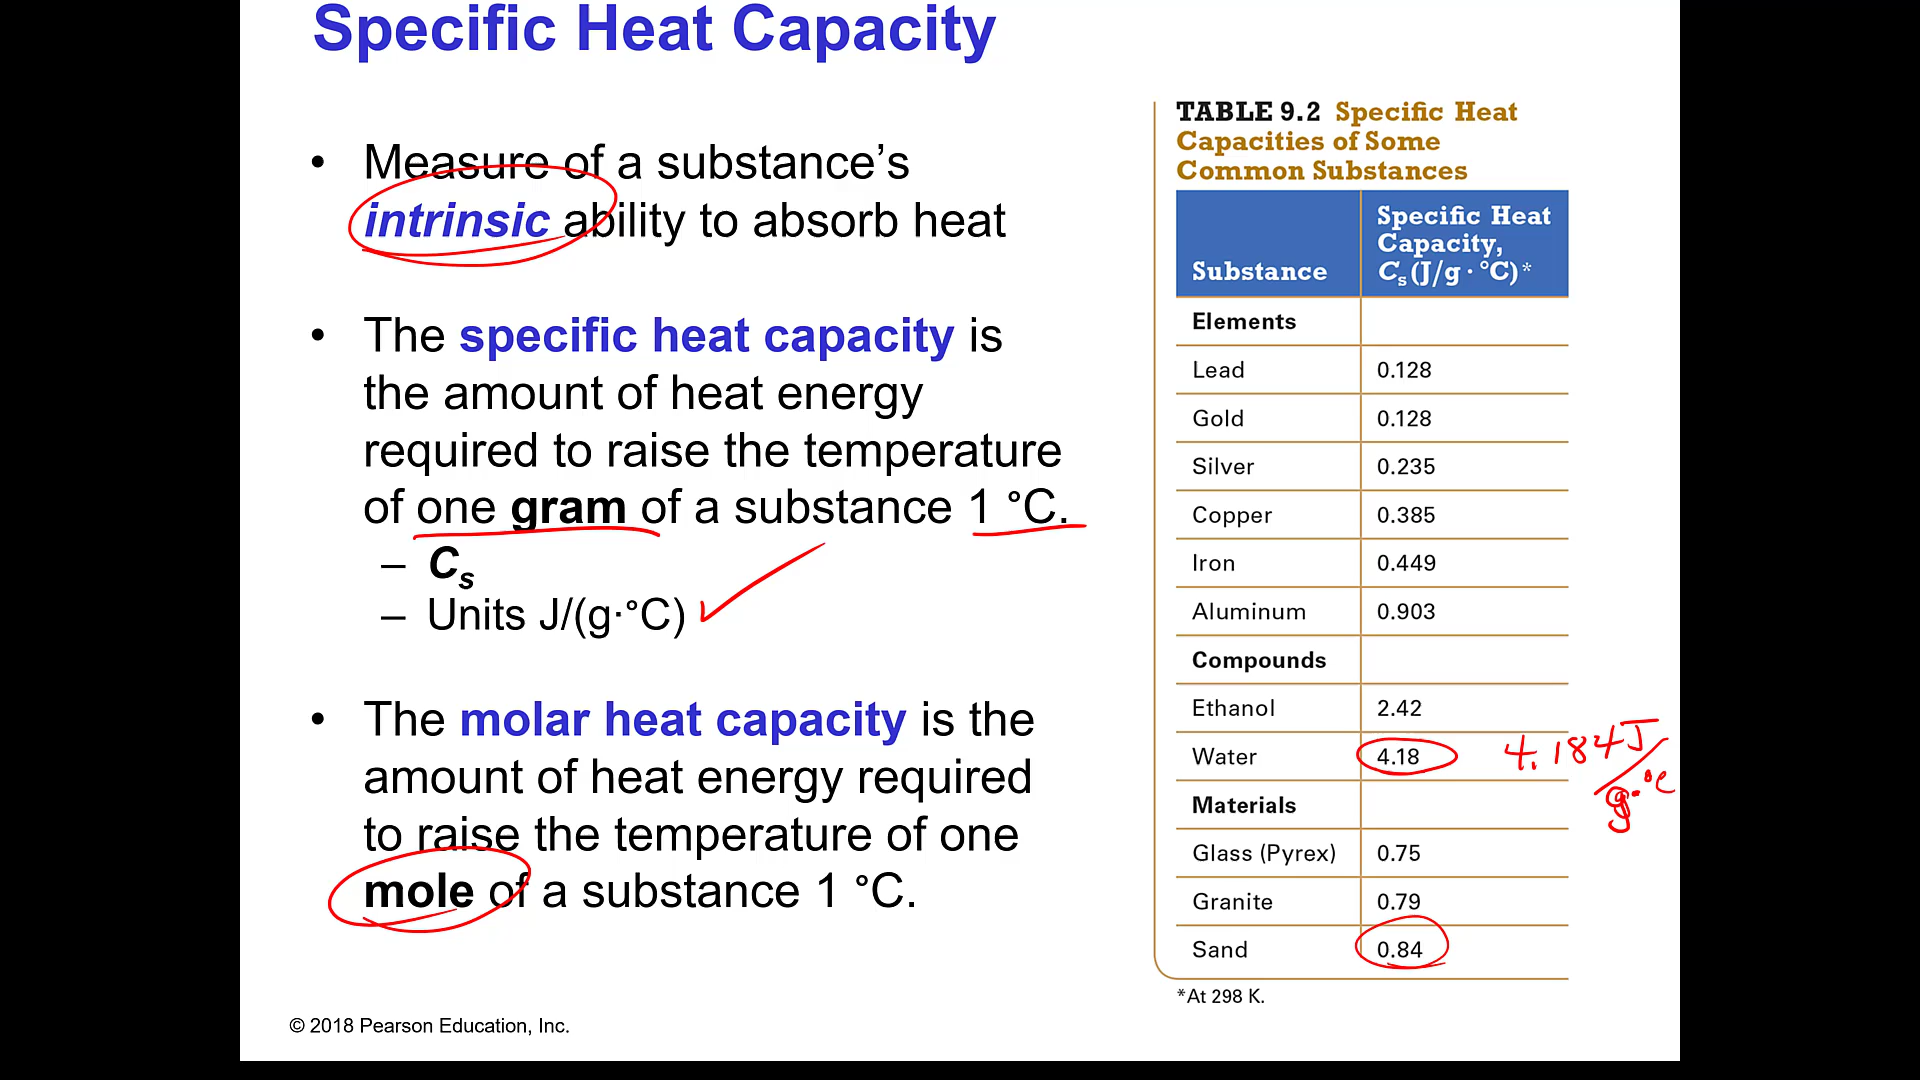 Specific Heat Capacity
• Measure of a substance’s
intrinsic ability to absorb heat
• The specific heat capacity is
the amount of heat energy
required to raise the temperature
of one gram of a substance 1 °C.
– Cs
– Units J/(g·°C)
• The molar heat capacity is the
amount of heat energy required
to raise the temperature of one
mole of a substance 1 °C.
© 2018 Pearson Education, Inc.
TABLE 9.2 Specific Heat
Capacities of Some
Common Substances
Substance Specific Heat Capacity, Cs (J/g · °C)*
Elements
Lead 0.128
Gold 0.128
Silver 0.235
Copper 0.385
Iron 0.449
Aluminum 0.903
Compounds
Ethanol 2.42
Water 4.18 4.184 J/g·°C
Materials
Glass (Pyrex) 0.75
Granite 0.79
Sand 0.84
*At 298 K.